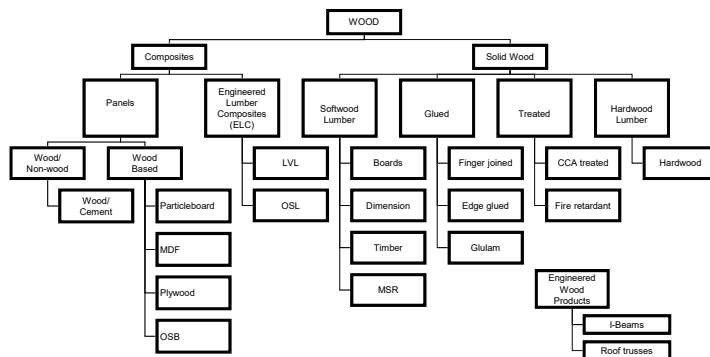 WOOD
Composites
Solid Wood
Panels
Engineered
Lumber
Composites
(ELC)
Softwood
Lumber
Glued
Treated
Hardwood
Lumber
Wood/
Non-wood
Wood
Based
LVL
Boards
Finger joined
CCA treated
Hardwood
Wood/
Cement
Particleboard
OSL
Dimension
Edge glued
Fire retardant
MDF
Timber
Glulam
Plywood
MSR
Engineered
Wood
Products
OSB
I-Beams
Roof trusses